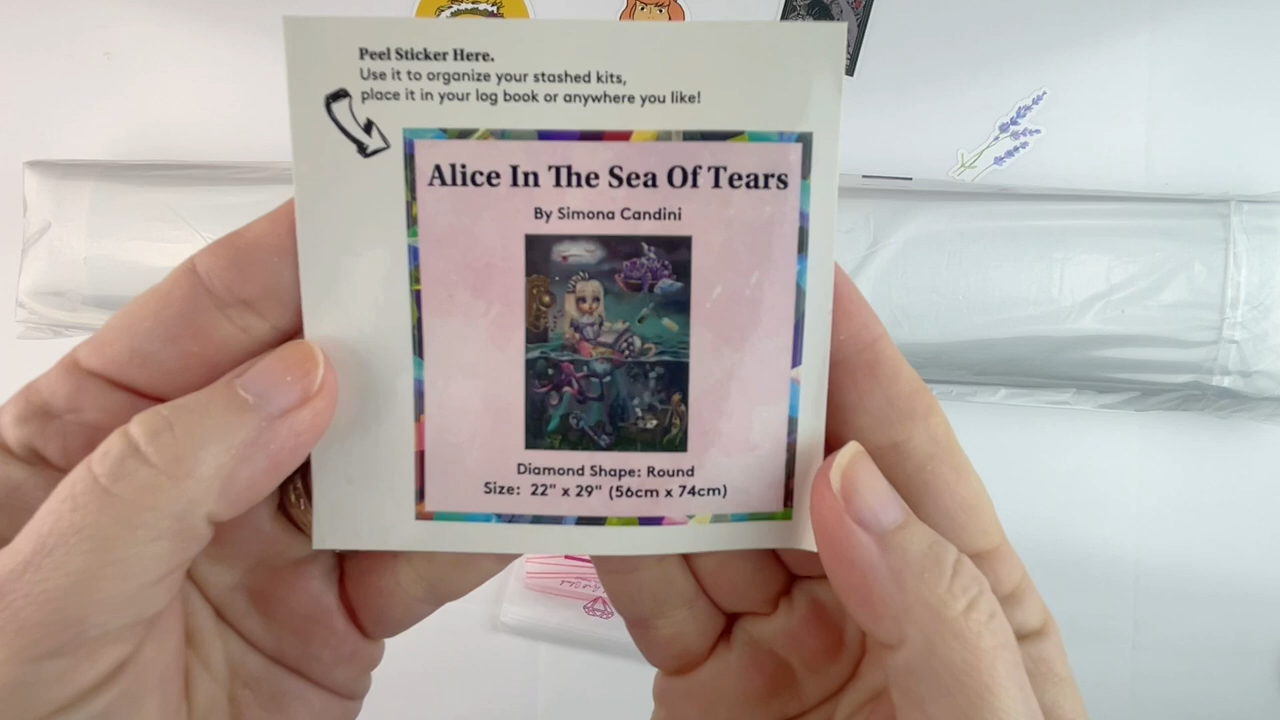 Peel Sticker Here.
Use it to organize your stashed kits,
place it in your log book or anywhere you like!
Alice In The Sea Of Tears
By Simona Candini
Diamond Shape: Round
Size: 22" x 29" (56cm x 74cm)